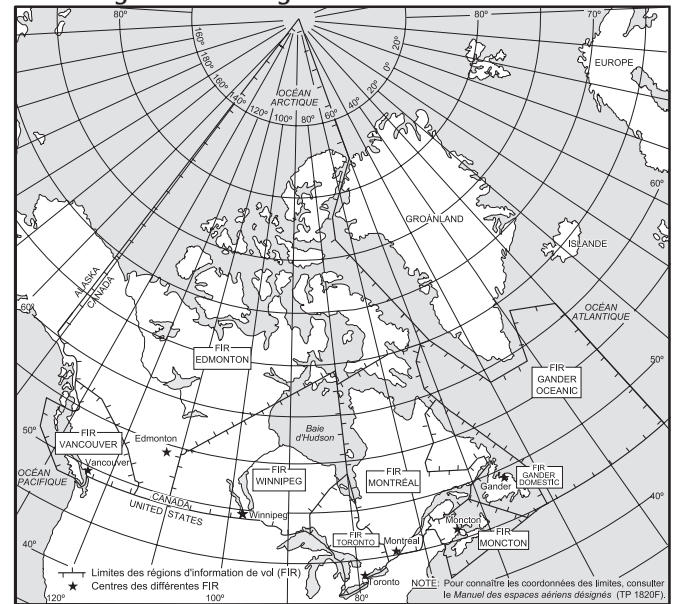 80°
80°
70°
160°
180°
160°
140°
120°
100°
80°
60°
40°
20°
0°
20°
OCÉAN
ARCTIQUE
EUROPE
60°
GROÂNLAND
ISLANDE
ALASKA
CANADA
60°
OCÉAN
ATLANTIQUE
FIR
EDMONTON
50°
FIR
GANDER
OCEANIC
50°
FIR
VANCOUVER
Edmonton
Baie
d'Hudson
Vancouver
OCÉAN
PACIFIQUE
FIR
WINNIPEG
FIR
MONTRÉAL
FIR
GANDER
DOMESTIC
Gander
40°
CANADA
UNITED STATES
Winnipeg
Moncton
FIR
TORONTO
Montréal
FIR
MONCTON
40°
Toronto
Limites des régions d'information de vol (FIR)
Centres des différentes FIR
NOTE: Pour connaître les coordonnées des limites, consulter
le Manuel des espaces aériens désignés (TP 1820F).
120°
100°
80°